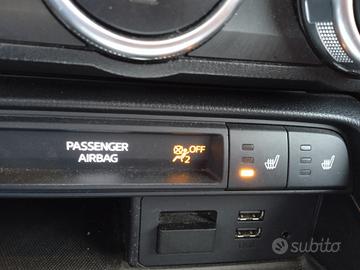 PASSENGER
AIRBAG
OFF
2
subito